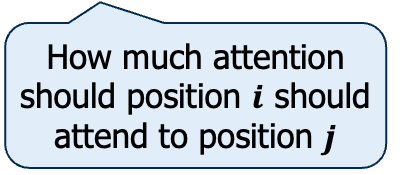 How much attention
should position i should
attend to position j